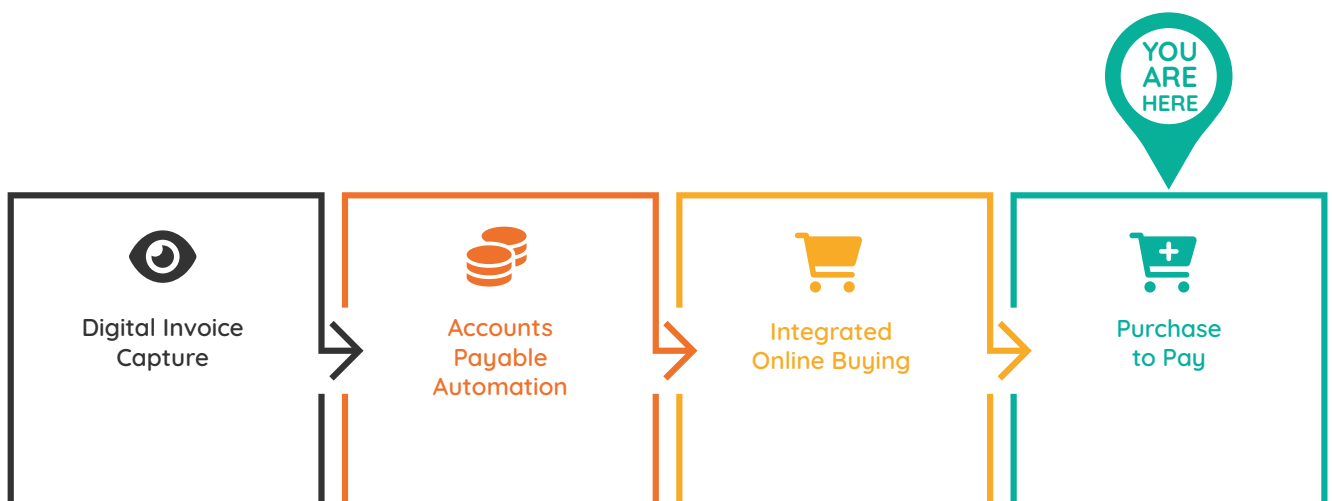 YOU
ARE
HERE
Digital Invoice
Capture
Accounts
Payable
Automation
Integrated
Online Buying
Purchase
to Pay